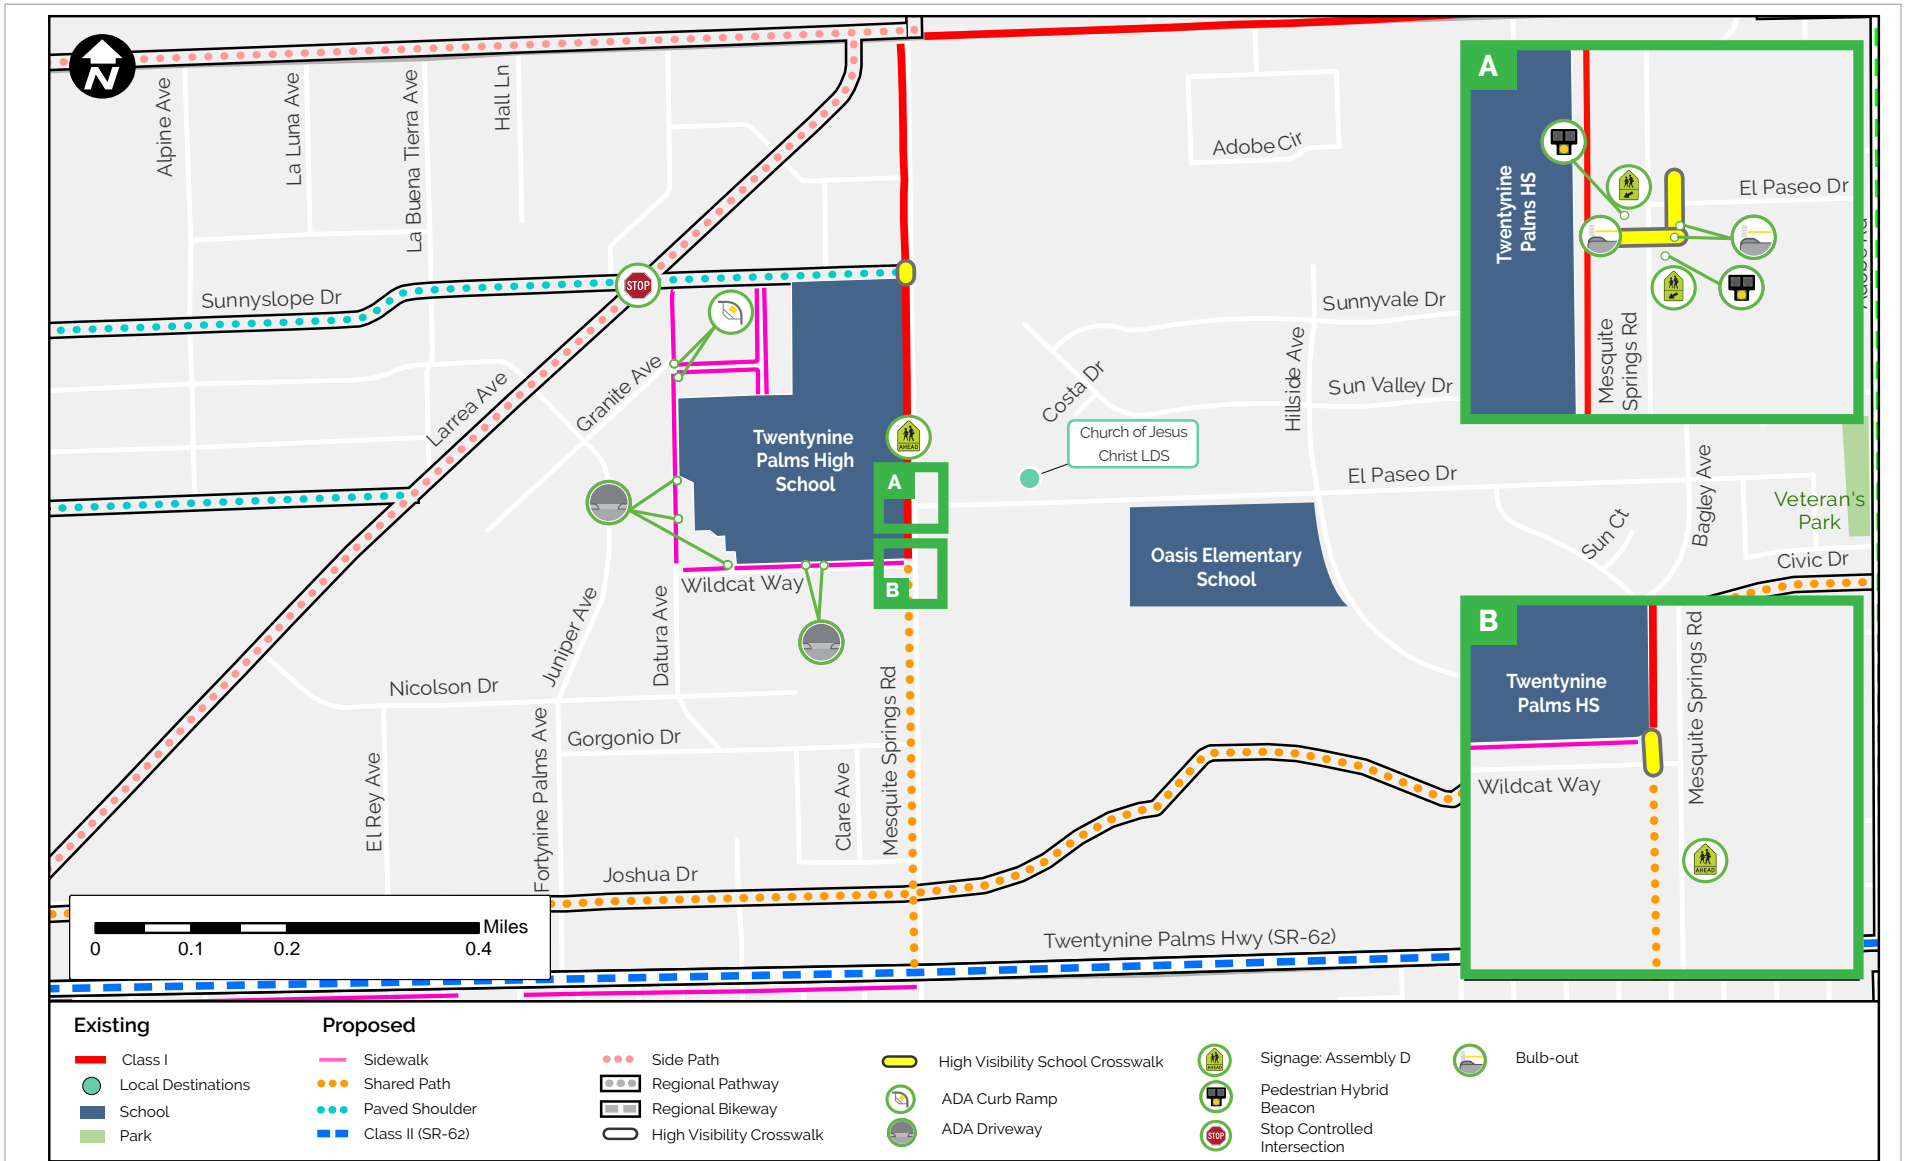 N
Alpine Ave
La Luna Ave
La Buena Tierra Ave
Hall Ln
Adobe Cir
Sunnyslope Dr
STOP
Larrea Ave
Granite Ave
Twentynine
Palms High
School
AHEAD
A
B
Wildcat Way
Juniper Ave
Datura Ave
Nicolson Dr
Gorgonio Dr
El Rey Ave
Fortynine Palms Ave
Clare Ave
Mesquite Springs Rd
Joshua Dr
Twentynine Palms Hwy (SR-62)
Costa Dr
Church of Jesus
Christ LDS
Hillside Ave
Sunnyvale Dr
Sun Valley Dr
El Paseo Dr
Oasis Elementary
School
Sun Ct
Bagley Ave
Veteran's
Park
Civic Dr
A
Twentynine
Palms HS
El Paseo Dr
Mesquite
Springs Rd
B
Twentynine
Palms HS
Wildcat Way
Mesquite Springs Rd
AHEAD
Miles
0 0.1 0.2 0.4
Existing
Class I
Local Destinations
School
Park
Proposed
Sidewalk
Shared Path
Paved Shoulder
Class II (SR-62)
Side Path
Regional Pathway
Regional Bikeway
High Visibility Crosswalk
High Visibility School Crosswalk
ADA Curb Ramp
ADA Driveway
AHEAD
Signage: Assembly D
Pedestrian Hybrid
Beacon
STOP
Stop Controlled
Intersection
Bulb-out